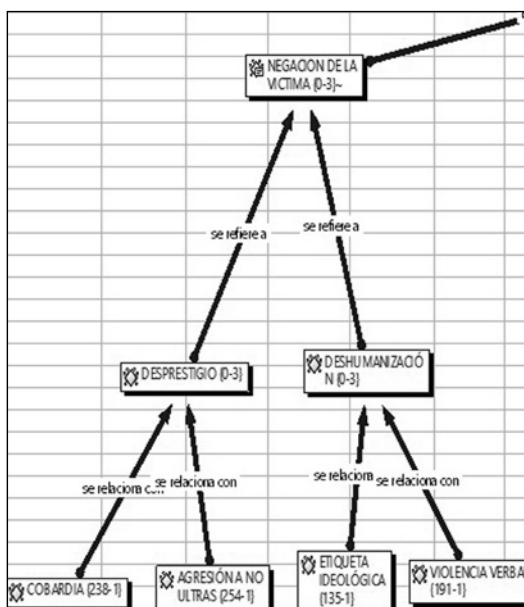 NEGACION DE LA
VICTIMA {0-3}~
se refiere a
se refiere a
DESPRESTIGIO {0-3}
DESHUMANIZACIÓ
N {0-3}
se relaciona con
se relaciona con
se relaciona
se relaciona con
COBARDIA {238-1}
AGRESIÓN A NO
ULTRAS {254-1}
ETIQUETA
IDEOLÓGICA
{135-1}
VIOLENCIA VERBA
{191-1}